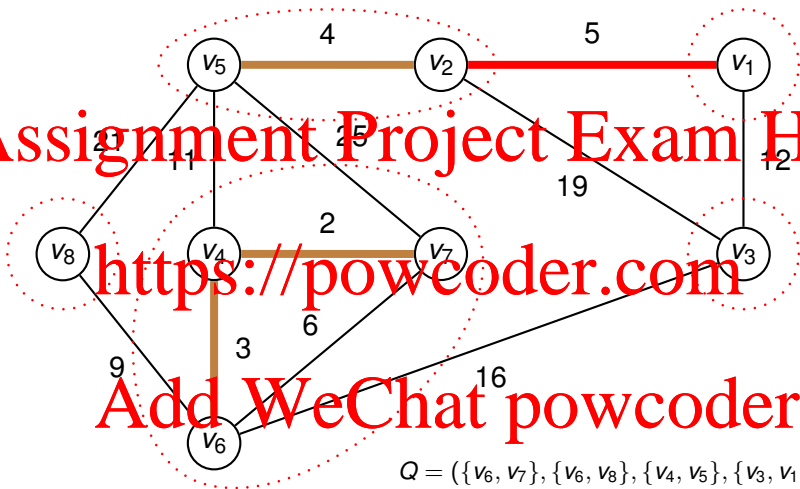 4
5
v5
v2
v1
21
11
25
12
Assignment Project Exam H
19
2
v8
v4
v7
v3
https://powcoder.com
6
3
9
16
Add WeChat powcoder
v6
Q = ({v6, v7}, {v6, v8}, {v4, v5}, {v3, v1